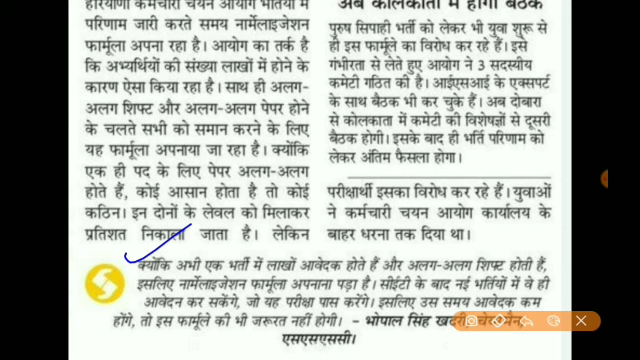 हरियाणा कर्मचारी चयन आयोग भर्तियों में
परिणाम जारी करते समय नार्मेलाइजेशन
फार्मूला अपना रहा है। आयोग का तर्क है
कि अभ्यर्थियों की संख्या लाखों में होने के
कारण ऐसा किया रहा है। साथ ही अलग-
अलग शिफ्ट और अलग-अलग पेपर होने
के चलते सभी को समान करने के लिए
यह फार्मूला अपनाया जा रहा है। क्योंकि
एक ही पद के लिए पेपर अलग-अलग
होते हैं, कोई आसान होता है तो कोई
कठिन। इन दोनों के लेवल को मिलाकर
प्रतिशत निकाला जाता है। लेकिन
अब कोलकाता में होगी बैठक
पुरुष सिपाही भर्ती को लेकर भी युवा शुरू से
ही इस फार्मूले का विरोध कर रहे हैं। इसे
गंभीरता से लेते हुए आयोग ने 3 सदस्यीय
कमेटी गठित की है। आईएसआई के एक्सपर्ट
के साथ बैठक भी कर चुके हैं। अब दोबारा
से कोलकाता में कमेटी की विशेषज्ञों से दूसरी
बैठक होगी। इसके बाद ही भर्ति परिणाम को
लेकर अंतिम फैसला होगा।
परीक्षार्थी इसका विरोध कर रहे हैं। युवाओं
ने कर्मचारी चयन आयोग कार्यालय के
बाहर धरना तक दिया था।
क्योंकि अभी एक भर्ती में लाखों आवेदक होते हैं और अलग-अलग शिफ्ट होती हैं,
इसलिए नार्मेलाइजेशन फार्मूला अपनाना पड़ा है। सीईटी के बाद नई भर्तियों में वे ही
आवेदन कर सकेंगे, जो यह परीक्षा पास करेंगे। इसलिए उस समय आवेदक कम
होंगे, तो इस फार्मूले की भी जरूरत नहीं होगी। - भोपाल सिंह खदरी, चेयरमैन,
एसएसएससी।